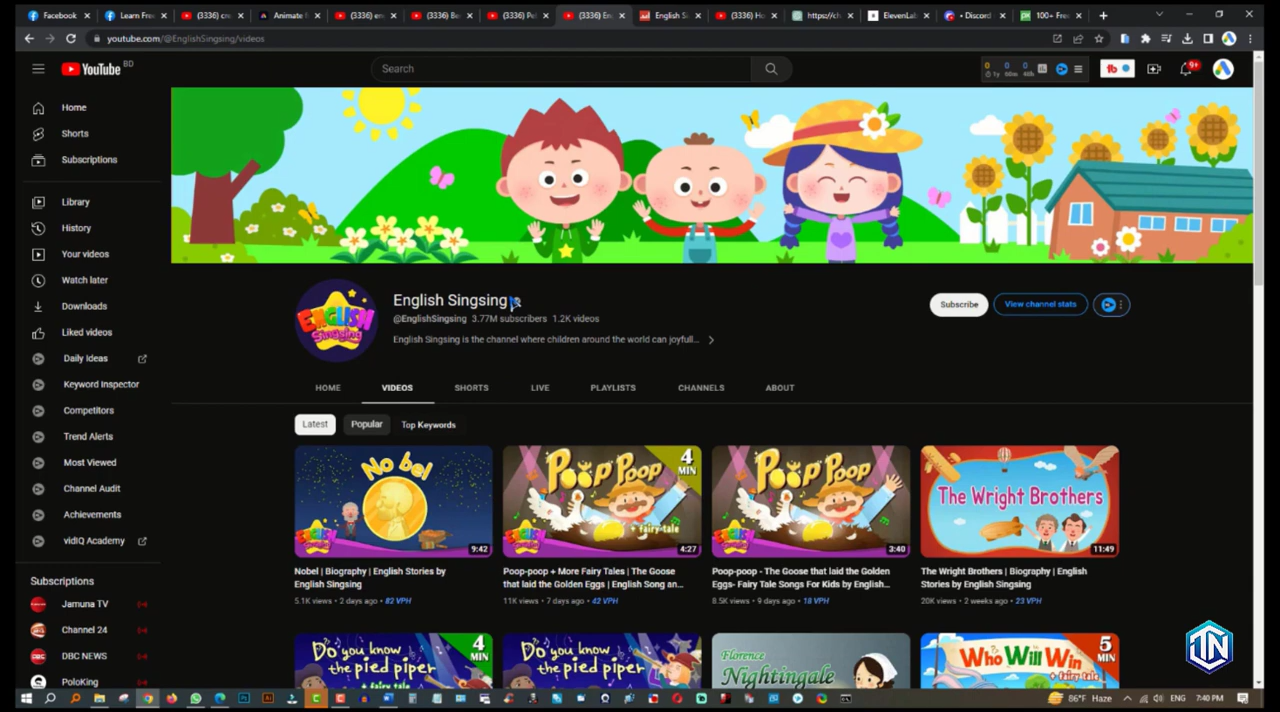 Facebook
Learn Free
(3336) cre
Animate
(3336) en
(3336) Be
(3336) Pe
(3336) En
English Si
(3336) Ho
https://ch
ElevenLab
• Discord
100+ Free
youtube.com/@EnglishSingsing/videos
YouTube BD
Search
9+
Home
Shorts
Subscriptions
Library
History
Your videos
Watch later
Downloads
Liked videos
Daily Ideas
Keyword Inspector
Competitors
Trend Alerts
Most Viewed
Channel Audit
Achievements
vidIQ Academy
Subscriptions
Jamuna TV
Channel 24
DBC NEWS
PoloKing
ENGLISH
Singsing
English Singsing
@EnglishSingsing 3.77M subscribers 1.2K videos
English Singsing is the channel where children around the world can joyfull...
Subscribe
View channel stats
HOME
VIDEOS
SHORTS
LIVE
PLAYLISTS
CHANNELS
ABOUT
Latest
Popular
Top Keywords
No bel
9:42
Nobel | Biography | English Stories by
English Singsing
5.1K views • 2 days ago • 82 VPH
Poop Poop
4
MIN
+ fairy-tale
4:27
Poop-poop + More Fairy Tales | The Goose
that laid the Golden Eggs | English Song an...
11K views • 7 days ago • 42 VPH
Poop Poop
3:40
Poop-poop - The Goose that laid the Golden
Eggs- Fairy Tale Songs For Kids by English...
8.5K views • 9 days ago • 18 VPH
The Wright Brothers
11:49
The Wright Brothers | Biography | English
Stories by English Singsing
20K views • 2 weeks ago • 23 VPH
Do you know
the pied piper
+ fairy tale
4
MIN
Do you know
the pied piper
Florence
Nightingale
Who Will Win
+ fairy-tale
5
MIN
86°F Haze
ENG
7:40 PM